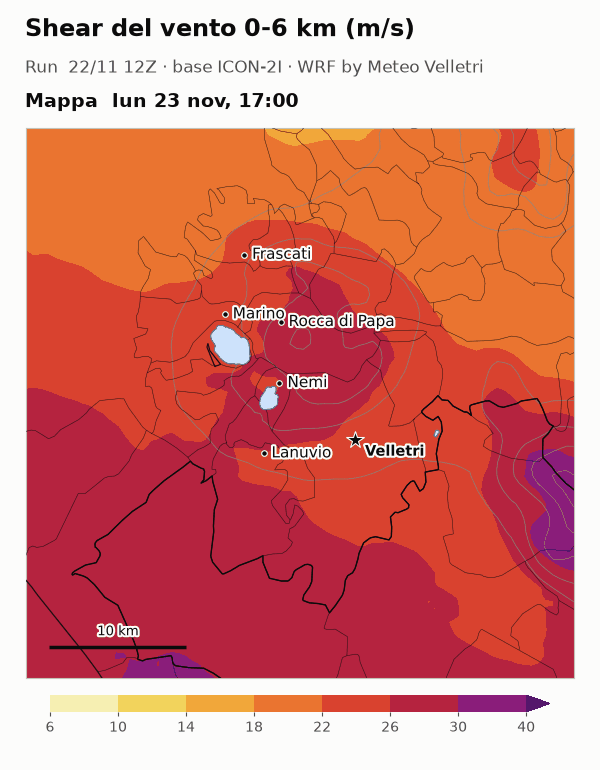 Shear del vento 0-6 km (m/s)
Run  22/11 12Z · base ICON-2I · WRF by Meteo Velletri
Mappa  lun 23 nov, 17:00
Frascati
Marino
Rocca di Papa
Nemi
Velletri
Lanuvio
10 km
6 10 14 18 22 26 30 40